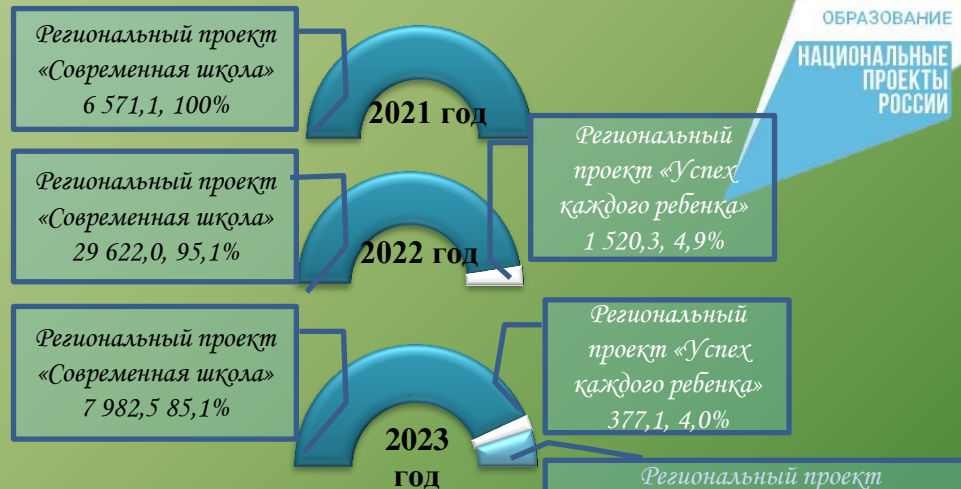 Региональный проект
«Современная школа»
6 571,1, 100%
2021 год
ОБРАЗОВАНИЕ
НАЦИОНАЛЬНЫЕ
ПРОЕКТЫ
РОССИИ
Региональный проект
«Современная школа»
29 622,0, 95,1%
2022 год
Региональный
проект «Успех
каждого ребенка»
1 520,3, 4,9%
Региональный проект
«Современная школа»
7 982,5 85,1%
2023
год
Региональный
проект «Успех
каждого ребенка»
377,1, 4,0%
Региональный проект